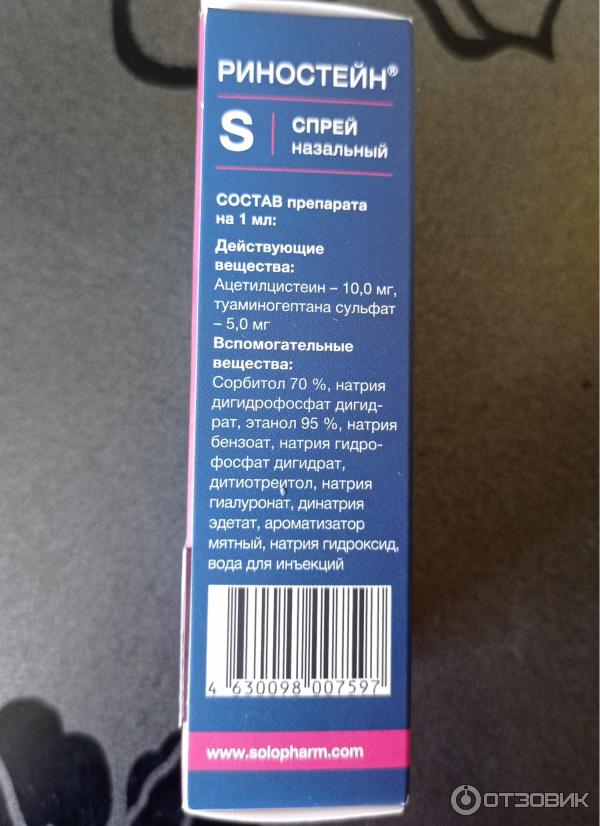 РИНОСТЕЙН®
S
СПРЕЙ
назальный
СОСТАВ препарата
на 1 мл:
Действующие
вещества:
Ацетилцистеин – 10,0 мг,
туаминогептана сульфат
– 5,0 мг
Вспомогательные
вещества:
Сорбитол 70 %, натрия
дигидрофосфат дигид-
рат, этанол 95 %, натрия
бензоат, натрия гидро-
фосфат дигидрат,
дитиотреитол, натрия
гиалуронат, динатрия
эдетат, ароматизатор
мятный, натрия гидроксид,
вода для инъекций
4 630098 007597
www.solopharm.com
ОТЗОВИК